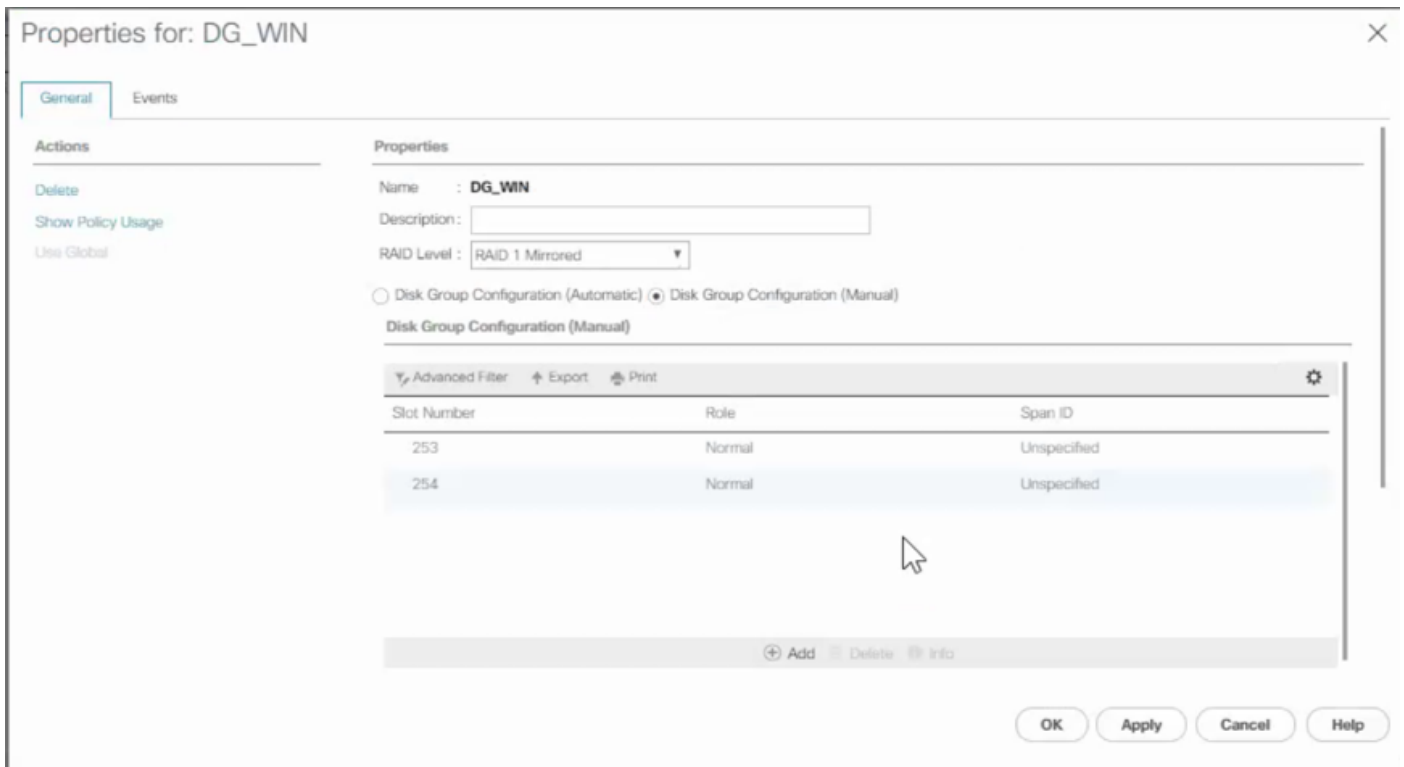 Properties for: DG_WIN
General Events
Actions
Delete
Show Policy Usage
Use Global
Properties
Name : DG_WIN
Description :
RAID Level : RAID 1 Mirrored
Disk Group Configuration (Automatic) Disk Group Configuration (Manual)
Disk Group Configuration (Manual)
Advanced Filter Export Print
Slot Number Role Span ID
253 Normal Unspecified
254 Normal Unspecified
Add Delete Info
OK Apply Cancel Help